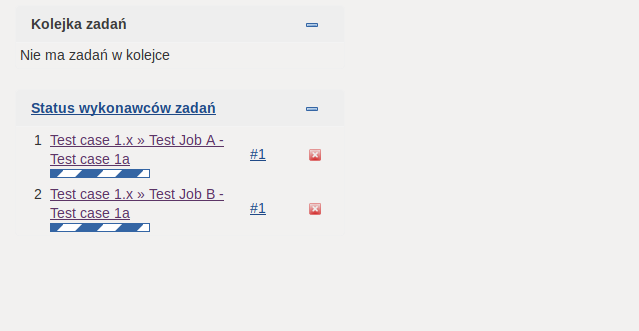 Kolejka zadań
Nie ma zadań w kolejce
Status wykonawców zadań
1 Test case 1.x » Test Job A -
Test case 1a
#1
2 Test case 1.x » Test Job B -
Test case 1a
#1